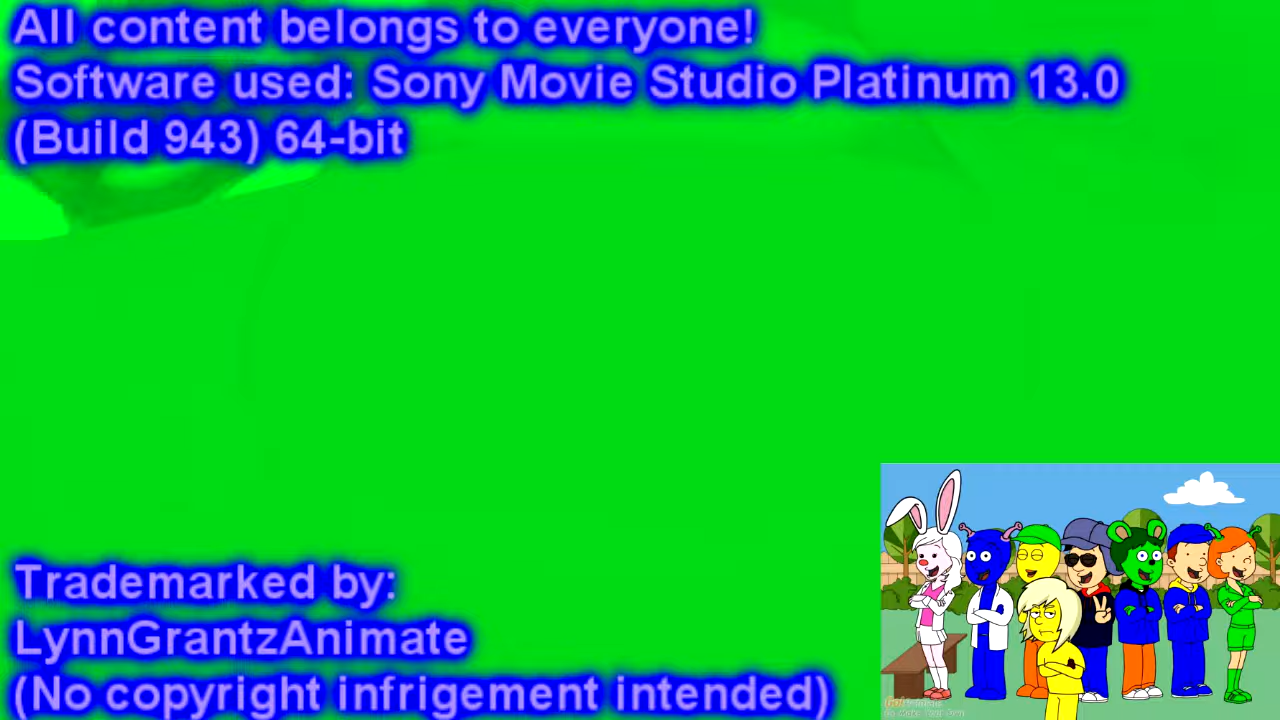 All content belongs to everyone!
Software used: Sony Movie Studio Platinum 13.0
(Build 943) 64-bit
Trademarked by:
LynnGrantzAnimate
(No copyright infrigement intended)